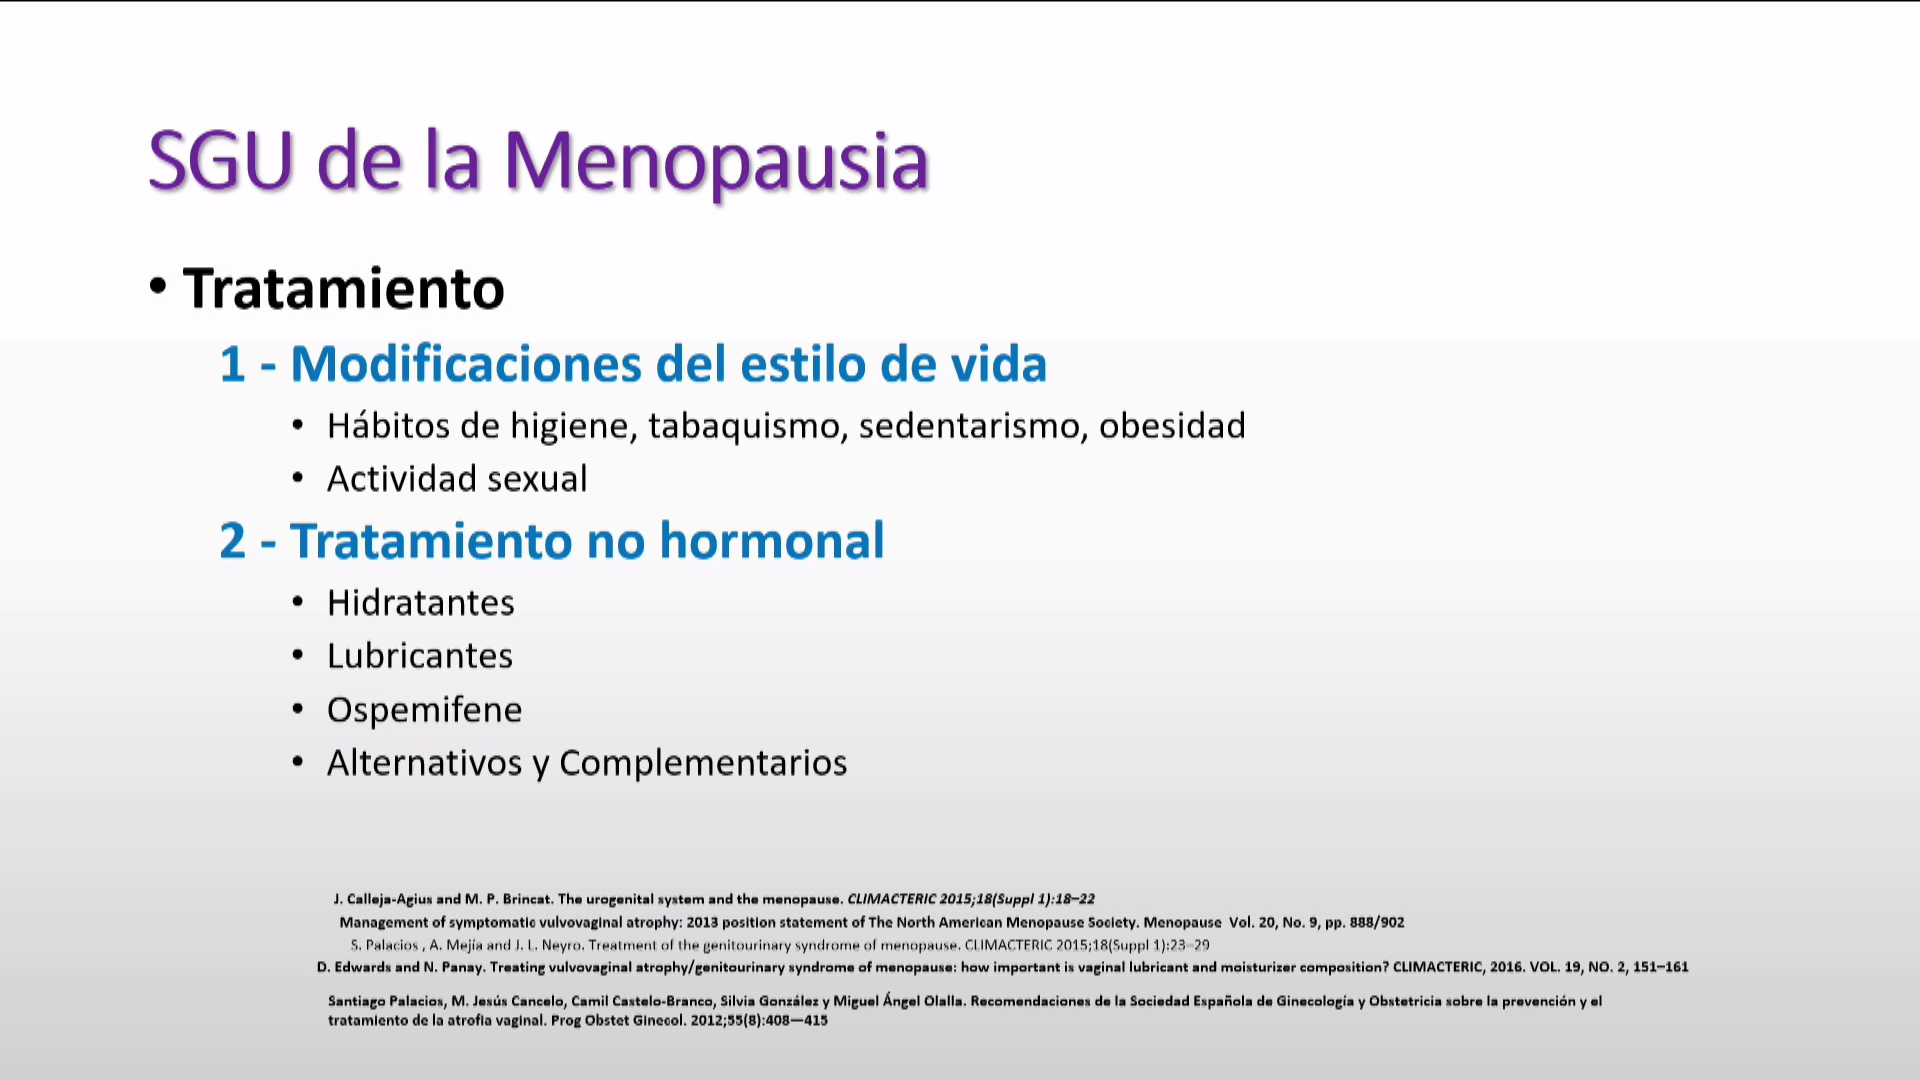 SGU de la Menopausia
• Tratamiento
1 - Modificaciones del estilo de vida
• Hábitos de higiene, tabaquismo, sedentarismo, obesidad
• Actividad sexual
2 - Tratamiento no hormonal
• Hidratantes
• Lubricantes
• Ospemifene
• Alternativos y Complementarios
J. Calleja-Agius and M. P. Brincat. The urogenital system and the menopause. CLIMACTERIC 2015;18(Suppl 1):18–22
Management of symptomatic vulvovaginal atrophy: 2013 position statement of The North American Menopause Society. Menopause Vol. 20, No. 9, pp. 888/902
S. Palacios , A. Mejía and J. L. Neyro. Treatment of the genitourinary syndrome of menopause. CLIMACTERIC 2015;18(Suppl 1):23–29
D. Edwards and N. Panay. Treating vulvovaginal atrophy/genitourinary syndrome of menopause: how important is vaginal lubricant and moisturizer composition? CLIMACTERIC, 2016. VOL. 19, NO. 2, 151–161
Santiago Palacios, M. Jesús Cancelo, Camil Castelo-Branco, Silvia González y Miguel Ángel Olalla. Recomendaciones de la Sociedad Española de Ginecología y Obstetricia sobre la prevención y el
tratamiento de la atrofia vaginal. Prog Obstet Ginecol. 2012;55(8):408—415